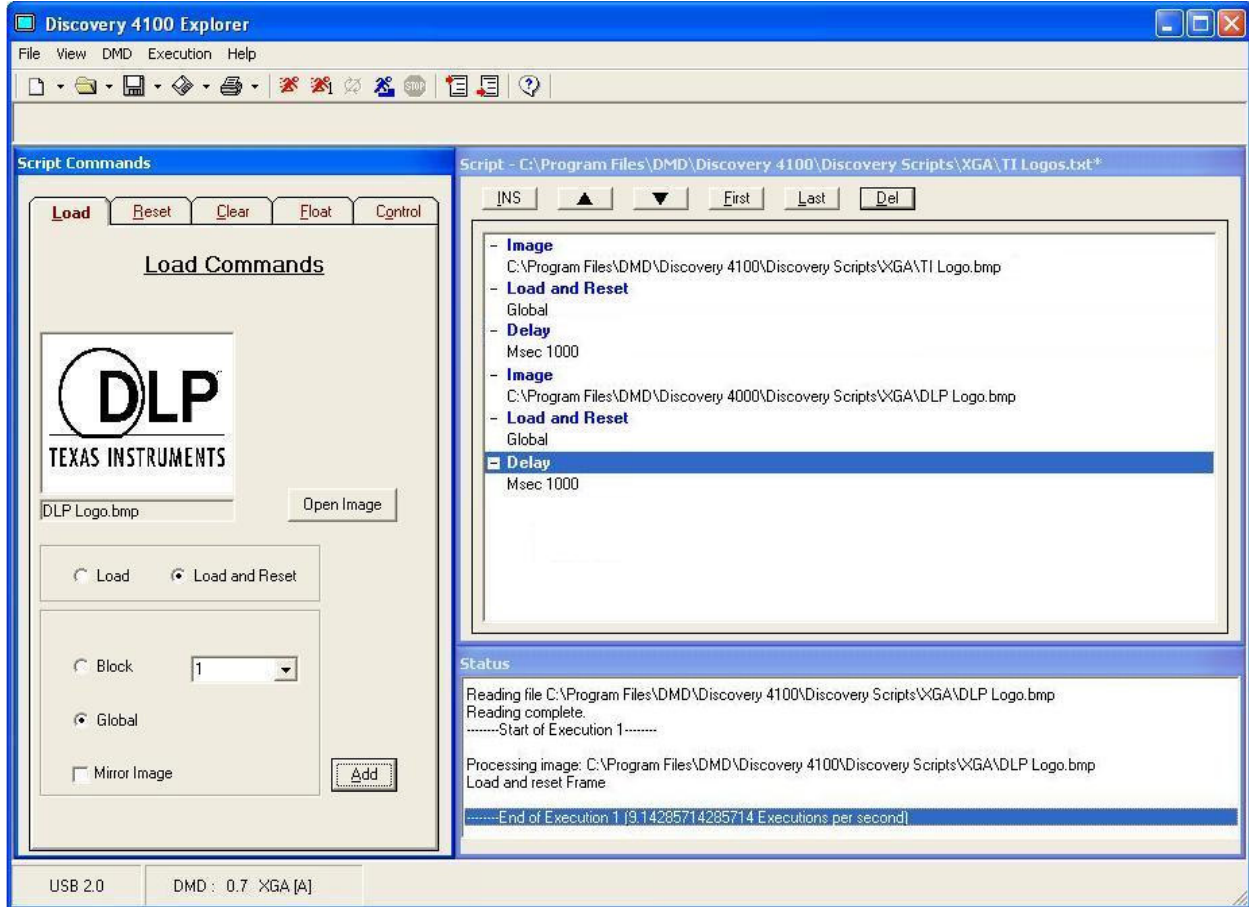 Discovery 4100 Explorer
File View DMD Execution Help
STOP
Script Commands
Load Reset Clear Float Control
Load Commands
DLP
TEXAS INSTRUMENTS
DLP Logo.bmp
Open Image
Load Load and Reset
Block 1
Global
Mirror Image
Add
Script - C:\Program Files\DMD\Discovery 4100\Discovery Scripts\XGA\TI Logos.txt*
INS First Last Del
– Image
C:\Program Files\DMD\Discovery 4100\Discovery Scripts\XGA\TI Logo.bmp
– Load and Reset
Global
– Delay
Msec 1000
– Image
C:\Program Files\DMD\Discovery 4000\Discovery Scripts\XGA\DLP Logo.bmp
– Load and Reset
Global
– Delay
Msec 1000
Status
Reading file C:\Program Files\DMD\Discovery 4100\Discovery Scripts\XGA\DLP Logo.bmp
Reading complete.
--------Start of Execution 1--------
Processing image: C:\Program Files\DMD\Discovery 4100\Discovery Scripts\XGA\DLP Logo.bmp
Load and reset Frame
--------End of Execution 1 (9.14285714285714 Executions per second)
USB 2.0 DMD : 0.7 XGA [A]